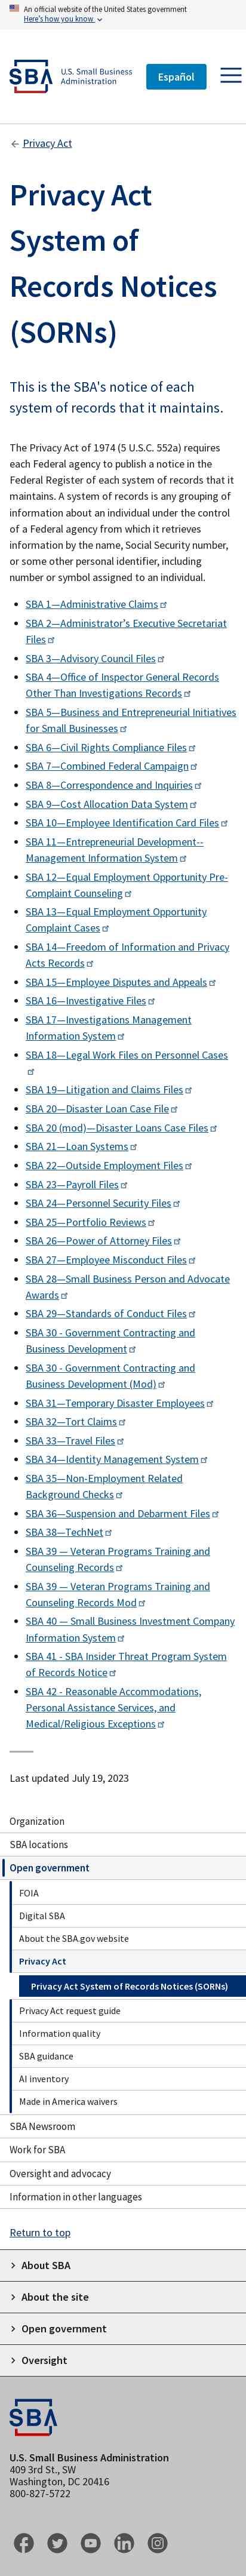 An official website of the United States government
Here's how you know
SBA
U.S. Small Business
Administration
Español
Privacy Act
Privacy Act
System of
Records Notices
(SORNs)
This is the SBA's notice of each
system of records that it maintains.
The Privacy Act of 1974 (5 U.S.C. 552a) requires
each Federal agency to publish a notice in the
Federal Register of each system of records that it
maintains. A system of records is any grouping of
information about an individual under the control
of a Federal agency from which it retrieves
information by the name, Social Security number,
or some other personal identifier, including
number or symbol assigned to an individual.
SBA 1—Administrative Claims
SBA 2—Administrator's Executive Secretariat
Files
SBA 3—Advisory Council Files
SBA 4—Office of Inspector General Records
Other Than Investigations Records
SBA 5—Business and Entrepreneurial Initiatives
for Small Businesses
SBA 6—Civil Rights Compliance Files
SBA 7—Combined Federal Campaign
SBA 8—Correspondence and Inquiries
SBA 9—Cost Allocation Data System
SBA 10—Employee Identification Card Files
SBA 11—Entrepreneurial Development--
Management Information System
SBA 12—Equal Employment Opportunity Pre-
Complaint Counseling
SBA 13—Equal Employment Opportunity
Complaint Cases
SBA 14—Freedom of Information and Privacy
Acts Records
SBA 15—Employee Disputes and Appeals
SBA 16—Investigative Files
SBA 17—Investigations Management
Information System
SBA 18—Legal Work Files on Personnel Cases
SBA 19—Litigation and Claims Files
SBA 20—Disaster Loan Case File
SBA 20 (mod)—Disaster Loans Case Files
SBA 21—Loan Systems
SBA 22—Outside Employment Files
SBA 23—Payroll Files
SBA 24—Personnel Security Files
SBA 25—Portfolio Reviews
SBA 26—Power of Attorney Files
SBA 27—Employee Misconduct Files
SBA 28—Small Business Person and Advocate
Awards
SBA 29—Standards of Conduct Files
SBA 30 - Government Contracting and
Business Development
SBA 30 - Government Contracting and
Business Development (Mod)
SBA 31—Temporary Disaster Employees
SBA 32—Tort Claims
SBA 33—Travel Files
SBA 34—Identity Management System
SBA 35—Non-Employment Related
Background Checks
SBA 36—Suspension and Debarment Files
SBA 38—TechNet
SBA 39 — Veteran Programs Training and
Counseling Records
SBA 39 — Veteran Programs Training and
Counseling Records Mod
SBA 40 — Small Business Investment Company
Information System
SBA 41 - SBA Insider Threat Program System
of Records Notice
SBA 42 - Reasonable Accommodations,
Personal Assistance Services, and
Medical/Religious Exceptions
Last updated July 19, 2023
Organization
SBA locations
Open government
FOIA
Digital SBA
About the SBA.gov website
Privacy Act
Privacy Act System of Records Notices (SORNs)
Privacy Act request guide
Information quality
SBA guidance
AI inventory
Made in America waivers
SBA Newsroom
Work for SBA
Oversight and advocacy
Information in other languages
Return to top
About SBA
About the site
Open government
Oversight
SBA
U.S. Small Business Administration
409 3rd St., SW
Washington, DC 20416
800-827-5722